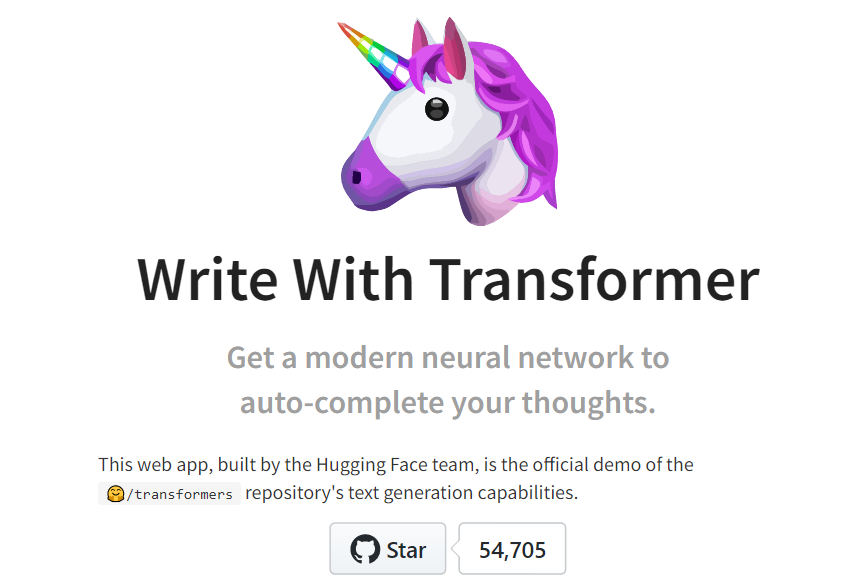 Write With Transformer
Get a modern neural network to
auto-complete your thoughts.
This web app, built by the Hugging Face team, is the official demo of the
🤗/transformers repository's text generation capabilities.
Star 54,705